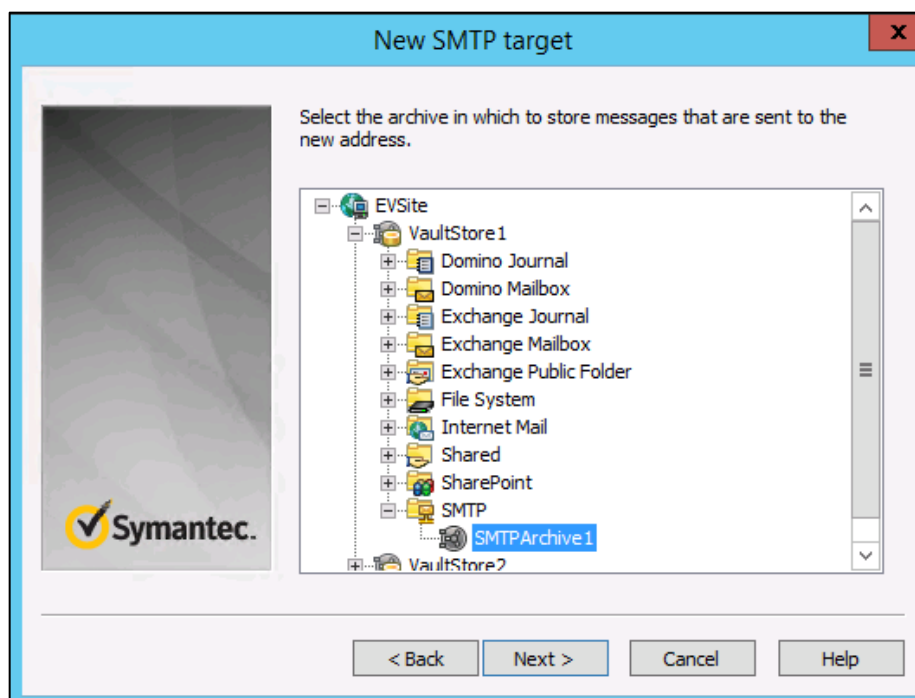 New SMTP target
x
Select the archive in which to store messages that are sent to the
new address.
EVSite
VaultStore1
Domino Journal
Domino Mailbox
Exchange Journal
Exchange Mailbox
Exchange Public Folder
File System
Internet Mail
Shared
SharePoint
SMTP
SMTPArchive1
VaultStore2
Symantec.
< Back
Next >
Cancel
Help